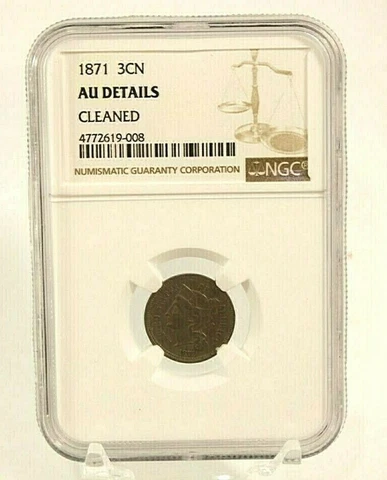 1871 3CN
AU DETAILS
CLEANED
4772619-008
NUMISMATIC GUARANTY CORPORATION
NGC